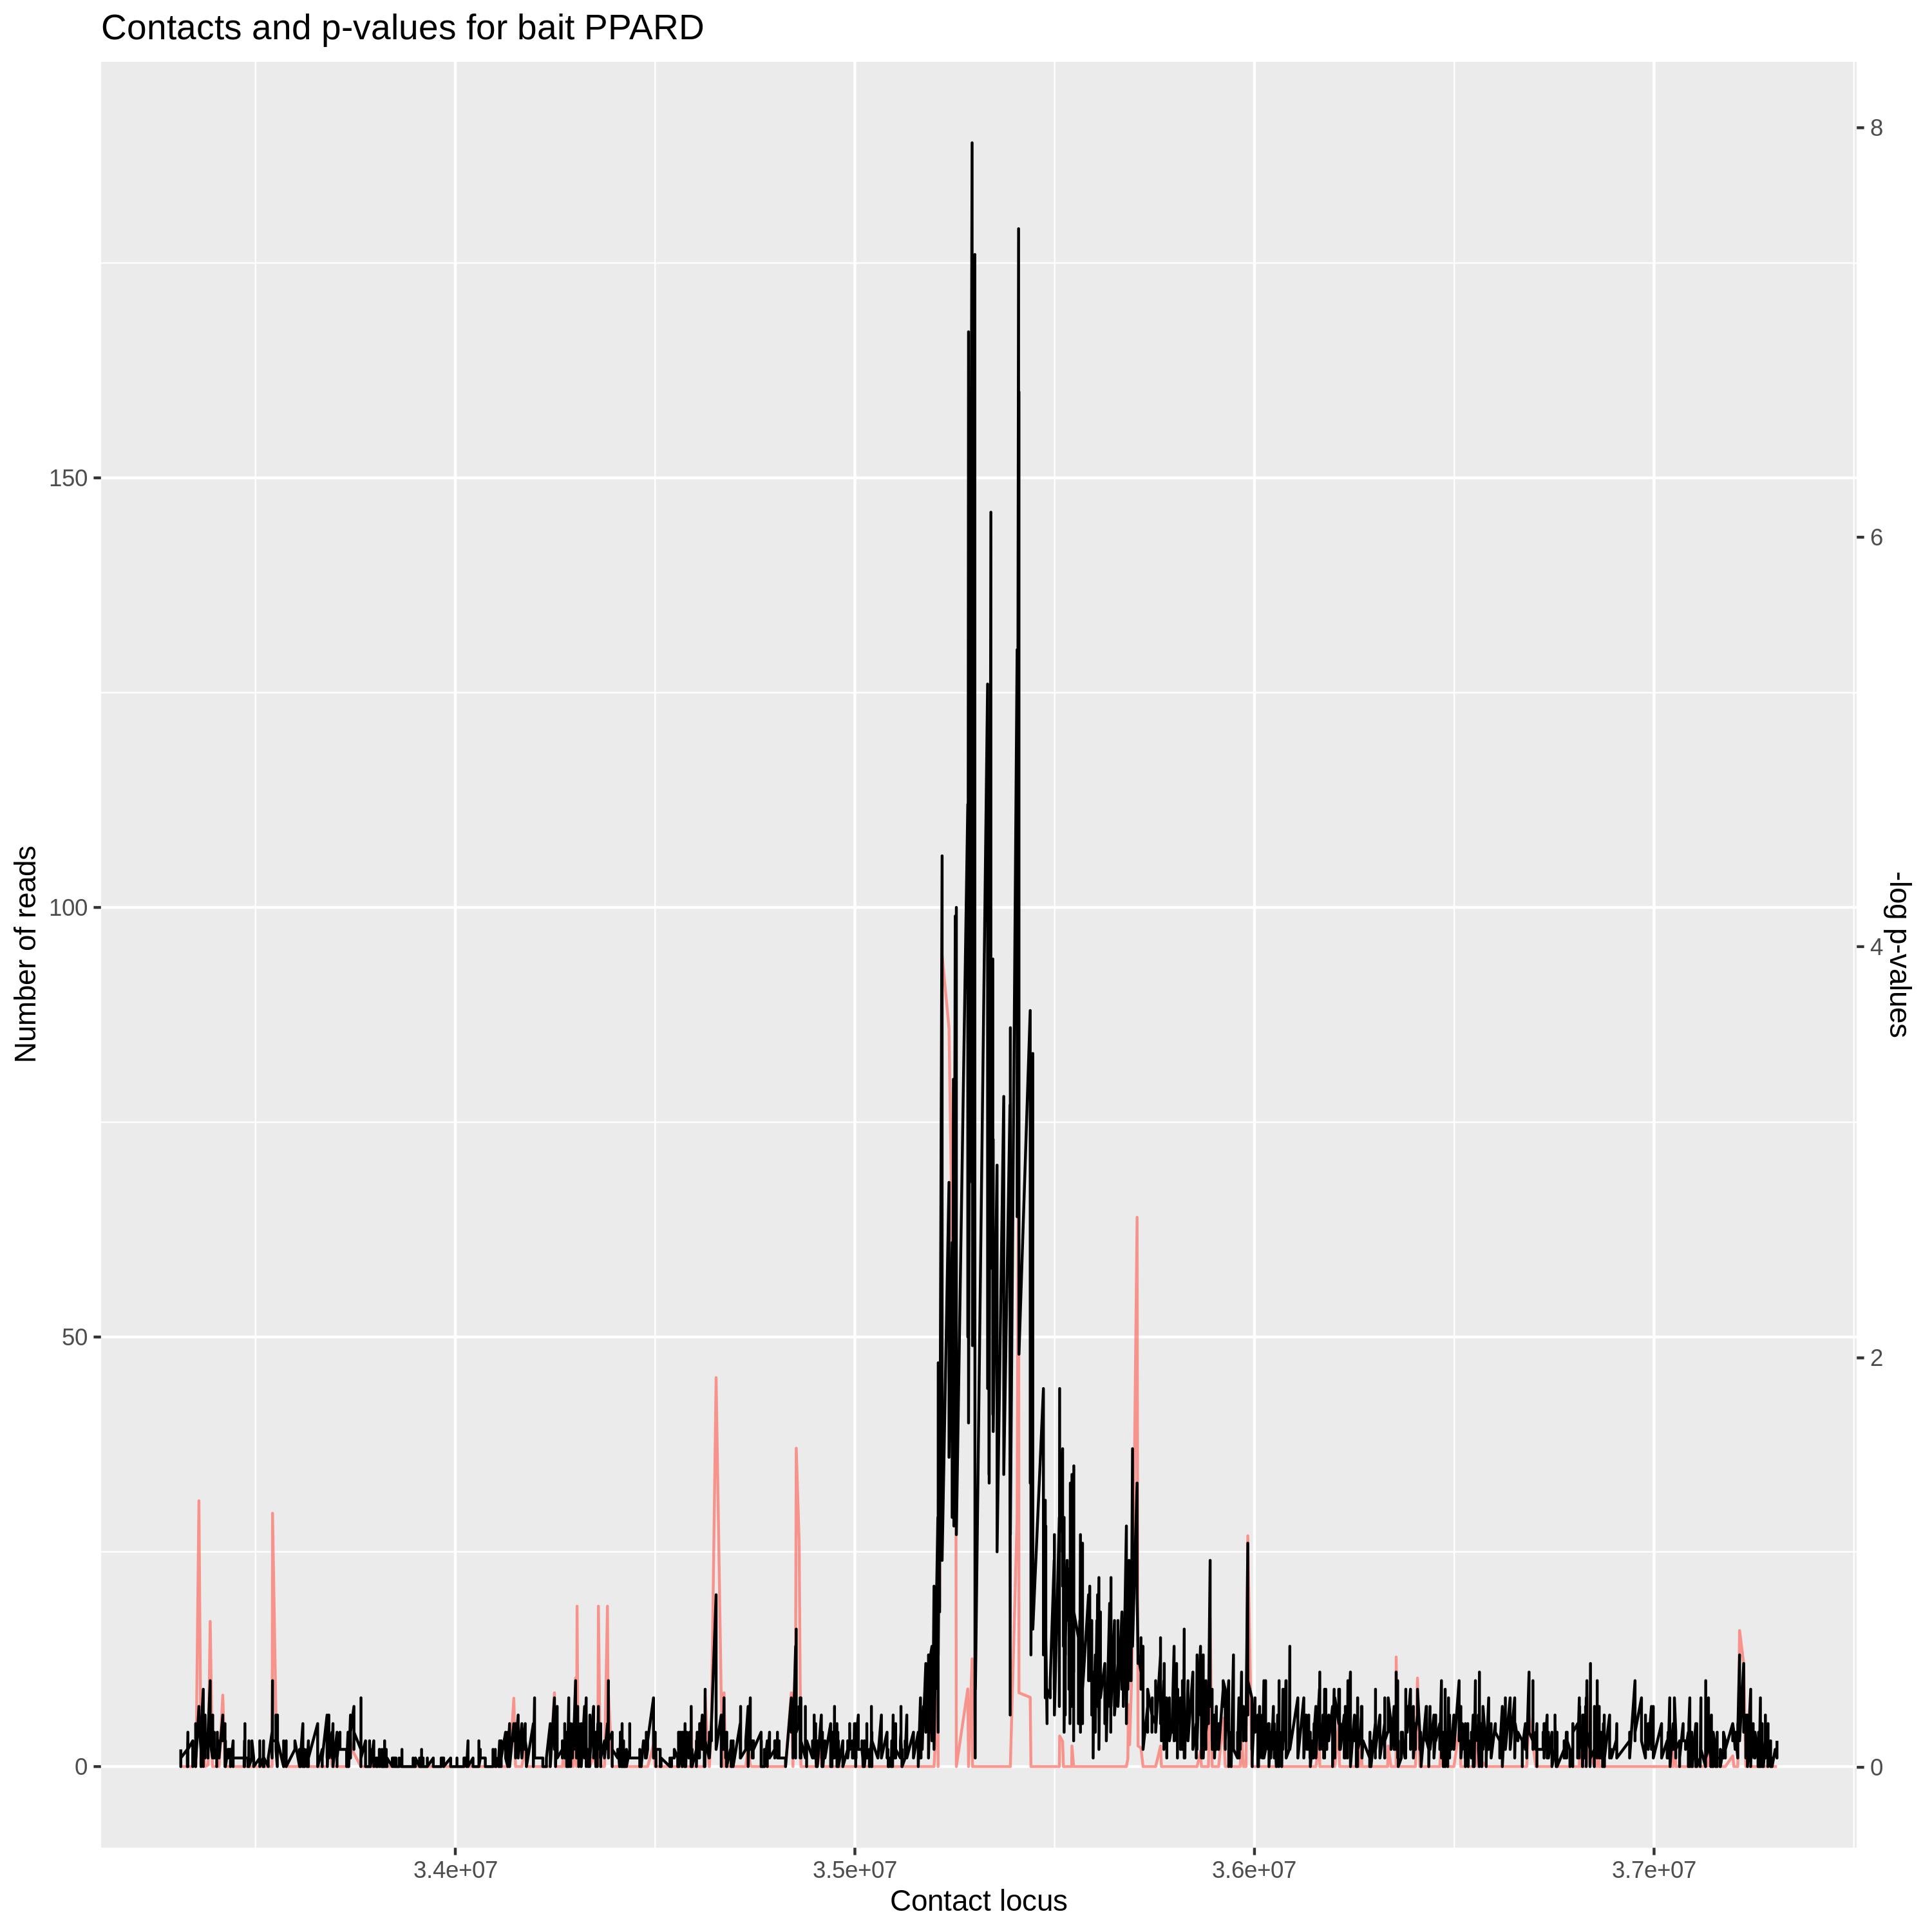 Contacts and p-values for bait PPARD
Number of reads
150
100
50
0
8
6
4
2
0
-log p-values
3.4e+07
3.5e+07
3.6e+07
3.7e+07
Contact locus